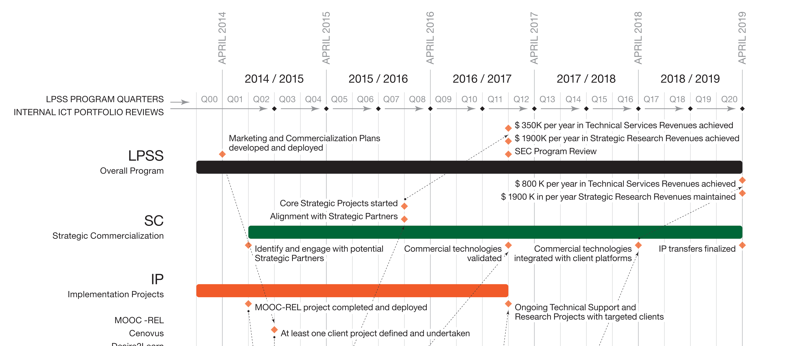 APRIL 2014
APRIL 2015
APRIL 2016
APRIL 2017
APRIL 2018
APRIL 2019
2014 / 2015
2015 / 2016
2016 / 2017
2017 / 2018
2018 / 2019
LPSS PROGRAM QUARTERS
Q00 Q01 Q02 Q03 Q04 Q05 Q06 Q07 Q08 Q09 Q10 Q11 Q12 Q13 Q14 Q15 Q16 Q17 Q18 Q19 Q20
INTERNAL ICT PORTFOLIO REVIEWS
$ 350K per year in Technical Services Revenues achieved
$ 1900K per year in Strategic Research Revenues achieved
SEC Program Review
Marketing and Commercialization Plans
developed and deployed
LPSS
Overall Program
$ 800 K per year in Technical Services Revenues achieved
$ 1900 K in per year Strategic Research Revenues maintained
Core Strategic Projects started
Alignment with Strategic Partners
SC
Strategic Commercialization
Identify and engage with potential
Strategic Partners
Commercial technologies
validated
Commercial technologies
integrated with client platforms
IP transfers finalized
IP
Implementation Projects
MOOC-REL project completed and deployed
Ongoing Technical Support and
Research Projects with targeted clients
MOOC -REL
Cenovus
At least one client project defined and undertaken
Desire2Learn